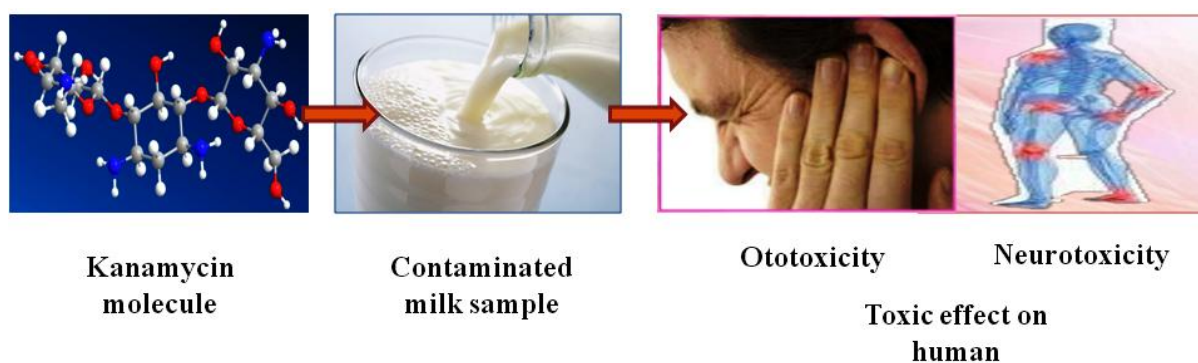 Kanamycin
molecule
Contaminated
milk sample
Ototoxicity
Neurotoxicity
Toxic effect on
human